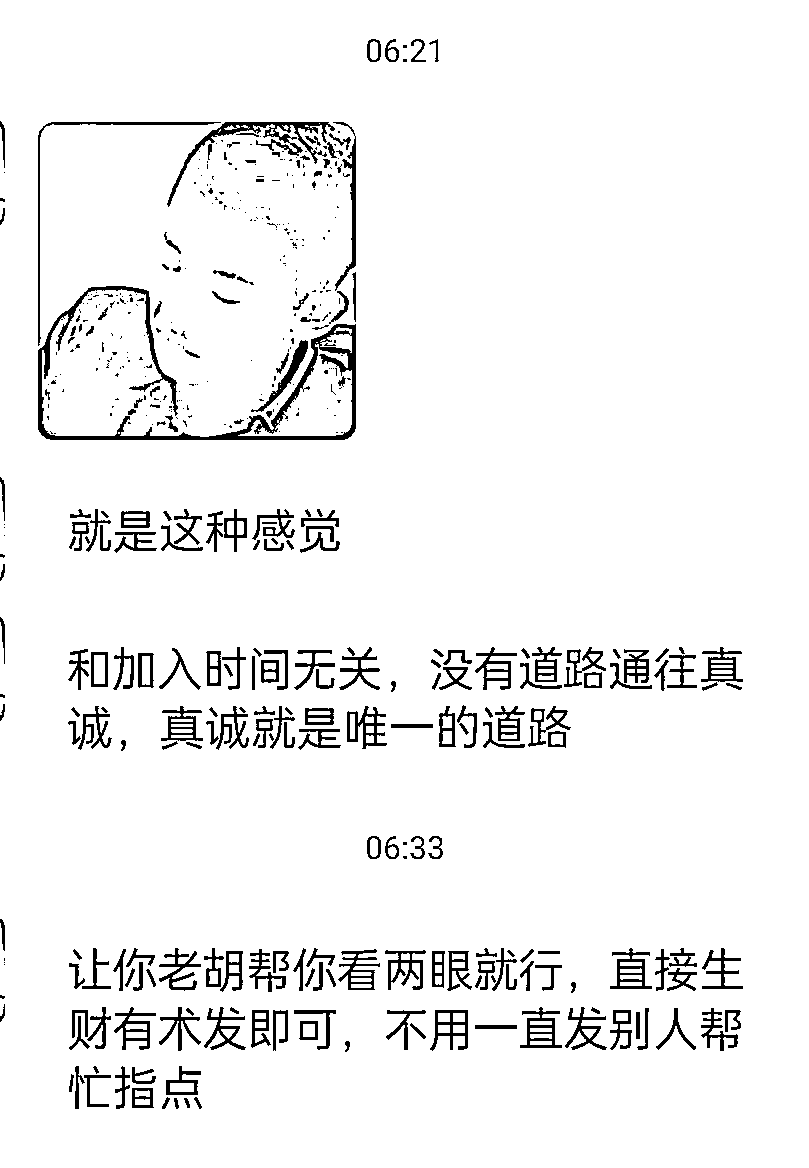 06:21
就是这种感觉
和加入时间无关，没有道路通往真
诚，真诚就是唯一的道路
06:33
让你老胡帮你看两眼就行，直接生
财有术发即可，不用一直发别人帮
忙指点